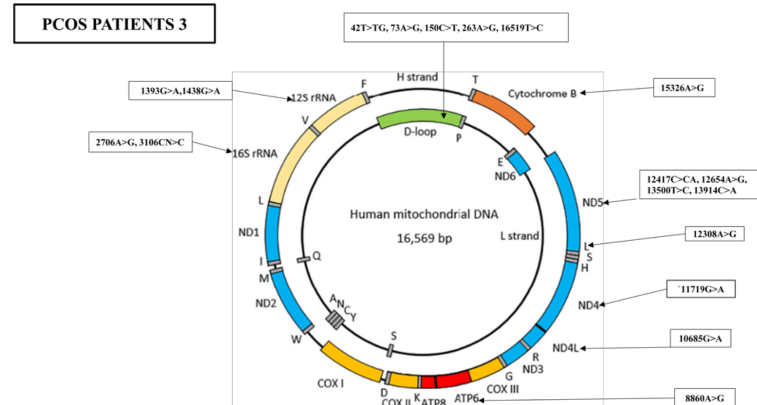 PCOS PATIENTS 3
42T>TG, 73A>G, 150C>T, 263A>G, 16519T>C
H strand
F
T
12S rRNA
Cytochrome B
1393G>A,1438G>A
15326A>G
V
D-loop
P
2706A>G, 3106CN>C
16S rRNA
E
ND6
12417C>CA, 12654A>G,
13500T>C, 13914C>A
L
ND5
Human mitochondrial DNA
16,569 bp
ND1
L strand
12308A>G
L
S
H
Q
I
M
`11719G>A
ND2
A
N
C
Y
ND4
W
S
10685G>A
ND4L
R
ND3
G
COX I
COX III
D
COX II
K
ATP8
ATP6
8860A>G